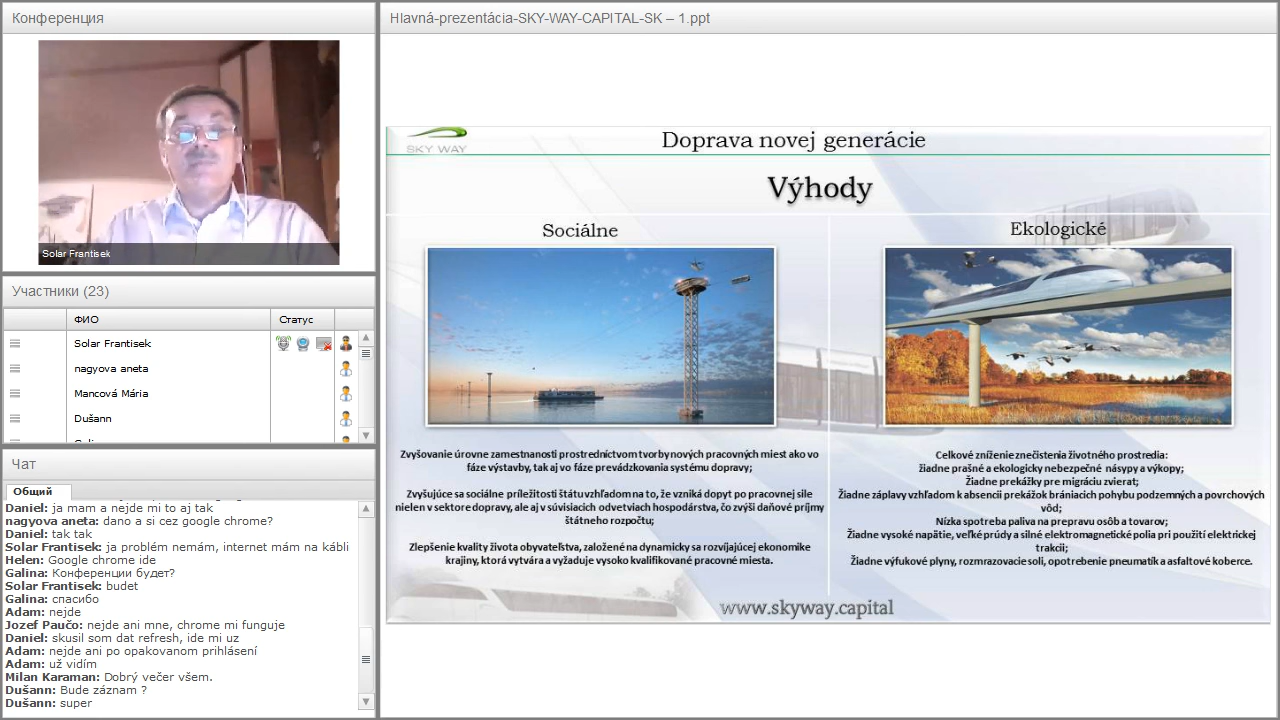 Конференция
Solar Frantisek
Участники (23)
ФИО
Статус
Solar Frantisek
nagyova aneta
Mancová Mária
Dušann
Чат
Общий
Daniel: ja mam a nejde mi to aj tak
nagyova aneta: dano a si cez google chrome?
Daniel: tak tak
Solar Frantisek: ja problém nemám, internet mám na kábli
Helen: Google chrome ide
Galina: Конференции будет?
Solar Frantisek: budet
Galina: спасибо
Adam: nejde
Jozef Paučo: nejde ani mne, chrome mi funguje
Daniel: skusil som dat refresh, ide mi uz
Adam: nejde ani po opakovanom prihlásení
Adam: už vidím
Milan Karaman: Dobrý večer všem.
Dušann: Bude záznam ?
Dušann: super
Hlavná-prezentácia-SKY-WAY-CAPITAL-SK – 1.ppt
SKY WAY
Doprava novej generácie
Výhody
Sociálne
Zvyšovanie úrovne zamestnanosti prostredníctvom tvorby nových pracovných miest ako vo
fáze výstavby, tak aj vo fáze prevádzkovania systému dopravy;
Zvyšujúce sa sociálne príležitosti štátu vzhľadom na to, že vzniká dopyt po pracovnej sile
nielen v sektore dopravy, ale aj v súvisiacich odvetviach hospodárstva, čo zvýši daňové príjmy
štátneho rozpočtu;
Zlepšenie kvality života obyvateľstva, založené na dynamicky sa rozvíjajúcej ekonomike
krajiny, ktorá vytvára a vyžaduje vysoko kvalifikované pracovné miesta.
Ekologické
Celkové zníženie znečistenia životného prostredia:
žiadne prašné a ekologicky nebezpečné násypy a výkopy;
Žiadne prekážky pre migráciu zvierat;
Žiadne záplavy vzhľadom k absencii prekážok brániacich pohybu podzemných a povrchových
vôd;
Nízka spotreba paliva na prepravu osôb a tovarov;
Žiadne vysoké napätie, veľké prúdy a silné elektromagnetické polia pri použití elektrickej
trakcii;
Žiadne výfukové plyny, rozmrazovacie soli, opotrebenie pneumatík a asfaltové koberce.
www.skyway.capital